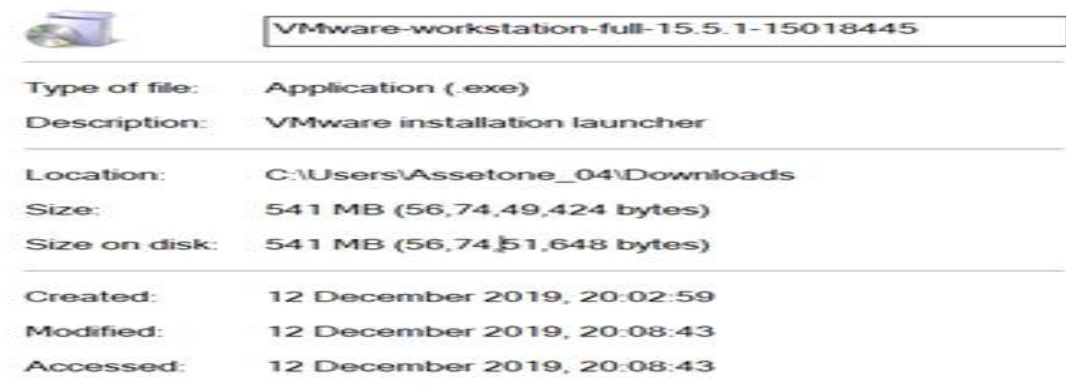 VMware-workstation-full-15.5.1-15018445
Type of file: Application (.exe)
Description: VMware installation launcher
Location: C:\Users\Assetone_04\Downloads
Size: 541 MB (56,74,49,424 bytes)
Size on disk: 541 MB (56,74,51,648 bytes)
Created: 12 December 2019, 20:02:59
Modified: 12 December 2019, 20:08:43
Accessed: 12 December 2019, 20:08:43